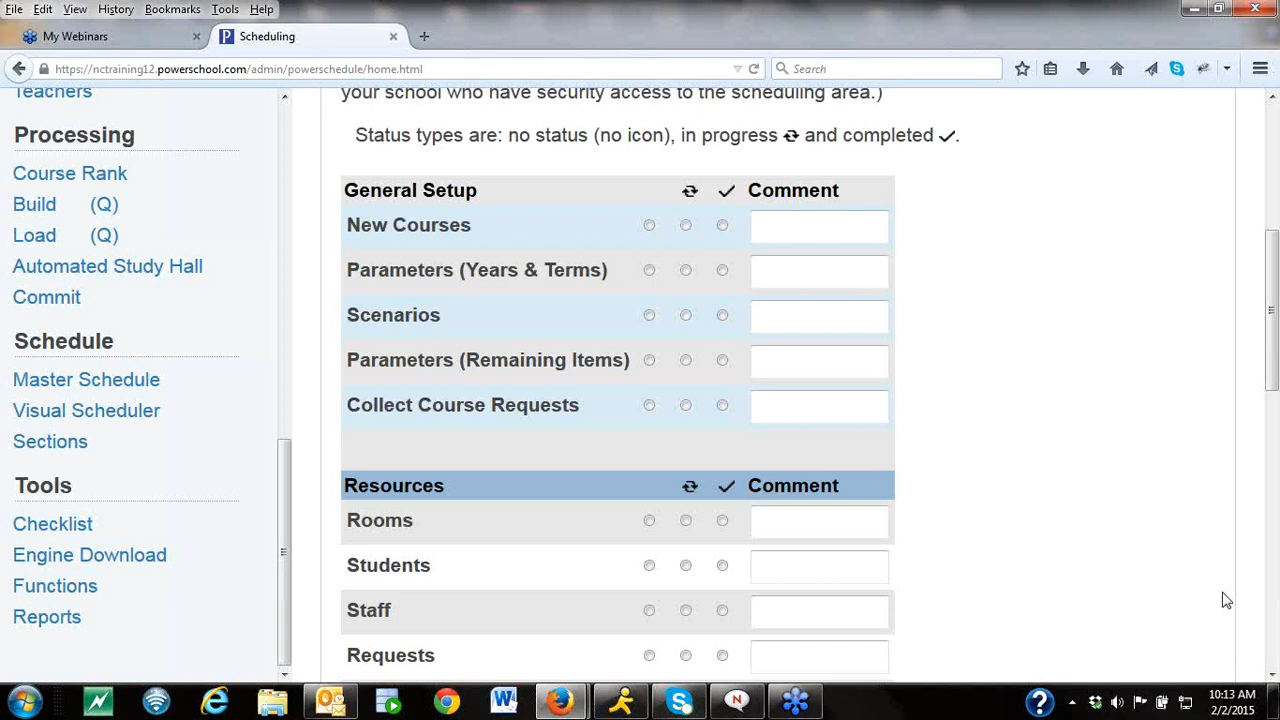 File Edit View History Bookmarks Tools Help
My Webinars
Scheduling
https://nctraining12.powerschool.com/admin/powerschedule/home.html
Search
Teachers
Processing
Course Rank
Build (Q)
Load (Q)
Automated Study Hall
Commit
Schedule
Master Schedule
Visual Scheduler
Sections
Tools
Checklist
Engine Download
Functions
Reports
your school who have security access to the scheduling area.)
Status types are: no status (no icon), in progress and completed .
General Setup Comment
New Courses
Parameters (Years & Terms)
Scenarios
Parameters (Remaining Items)
Collect Course Requests
Resources Comment
Rooms
Students
Staff
Requests
10:13 AM
2/2/2015